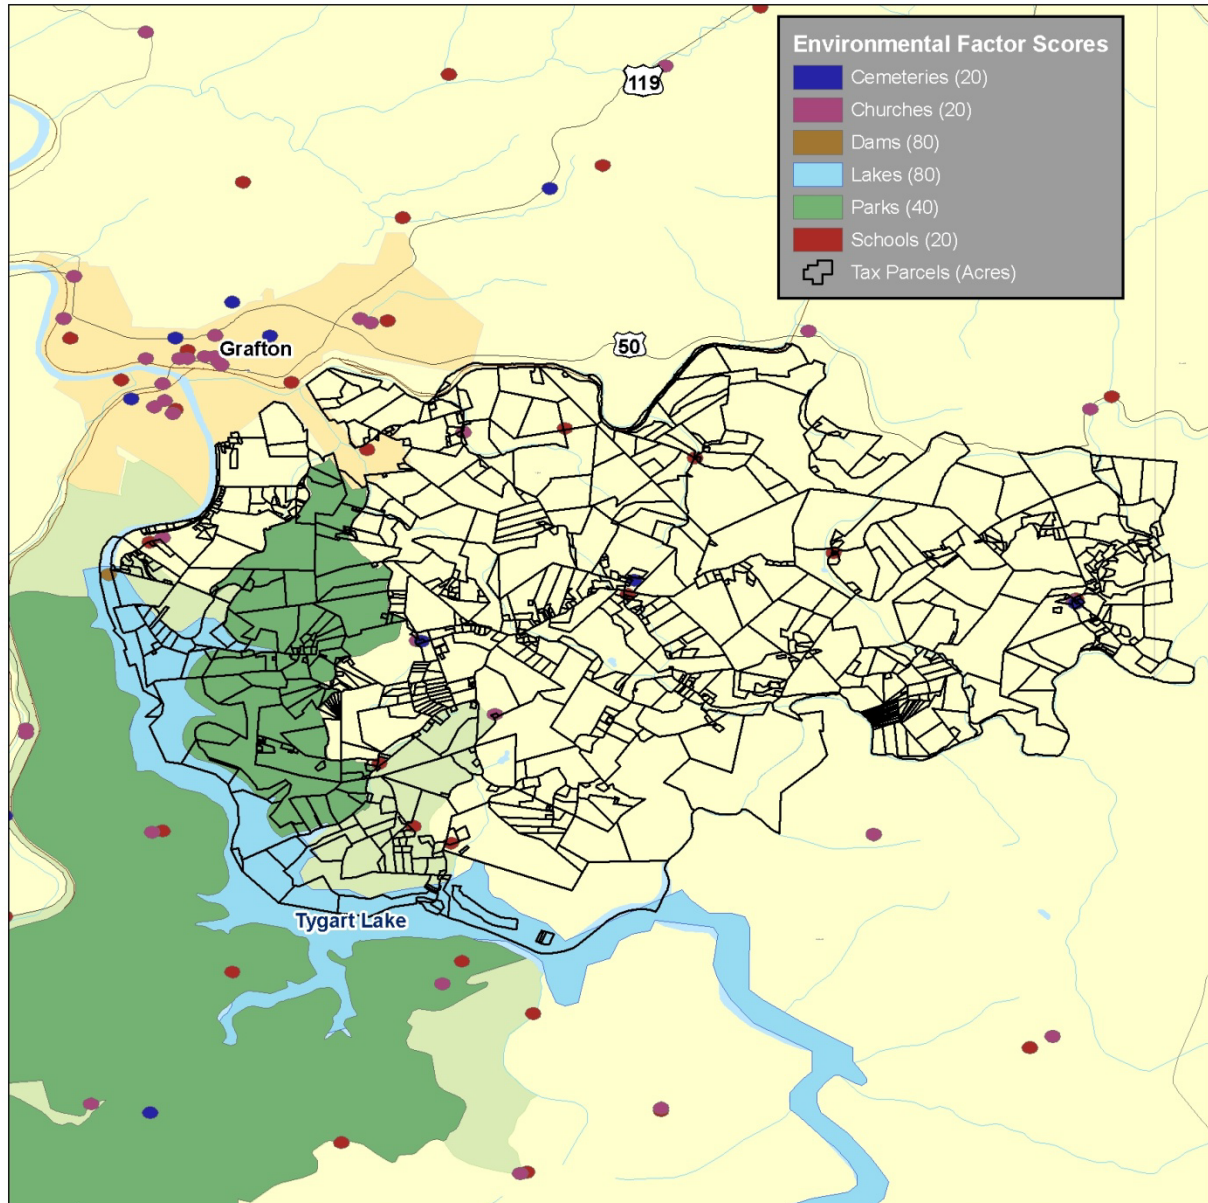 Environmental Factor Scores
Cemeteries (20)
Churches (20)
Dams (80)
Lakes (80)
Parks (40)
Schools (20)
Tax Parcels (Acres)
119
50
Grafton
Tygart Lake